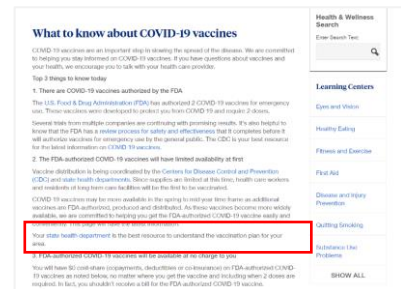 What to know about COVID-19 vaccines
COVID-19 vaccines are an important step in slowing the spread of the disease. We are committed
to helping you stay informed on COVID-19 vaccines. If you have questions about vaccines and
your health, we encourage you to talk with your health care provider.
Top 3 things to know today
1. There are COVID-19 vaccines authorized by the FDA
The U.S. Food & Drug Administration (FDA) has authorized 2 COVID-19 vaccines for emergency
use. These vaccines were developed to protect you from COVID-19 and require 2 doses.
Several trials from multiple companies are continuing with promising results. It's also helpful to
know that the FDA has a review process for safety and effectiveness that it completes before it
will authorize vaccines for emergency use by the general public. The CDC is your best resource
for the latest information on COVID-19 vaccines.
2. The FDA-authorized COVID-19 vaccines will have limited availability at first
Vaccine distribution is being coordinated by the Centers for Disease Control and Prevention
(CDC) and state health departments. Since supplies are limited at this time, health care workers
and residents of long-term care facilities will be the first to be vaccinated.
COVID-19 vaccines may be more available in the spring to mid-year time frame as additional
vaccines are FDA-authorized, produced and distributed. As these vaccines become more widely
available, we are committed to helping you get the FDA-authorized COVID-19 vaccine easily and
Your state health department is the best resource to understand the vaccination plan for your
area.
3. FDA-authorized COVID-19 vaccines will be available at no charge to you
You will have $0 cost-share (copayments, deductibles or co-insurance) on FDA-authorized COVID-
19 vaccines as noted below, no matter where you get the vaccine and including when 2 doses are
required. In fact, you shouldn't receive a bill for the COVID-19 vaccine.
Health & Wellness
Search
Enter Search Text:
Learning Centers
Eyes and Vision
Healthy Eating
Fitness and Exercise
First Aid
Disease and Injury
Prevention
Quitting Smoking
Substance Use
Problems
SHOW ALL